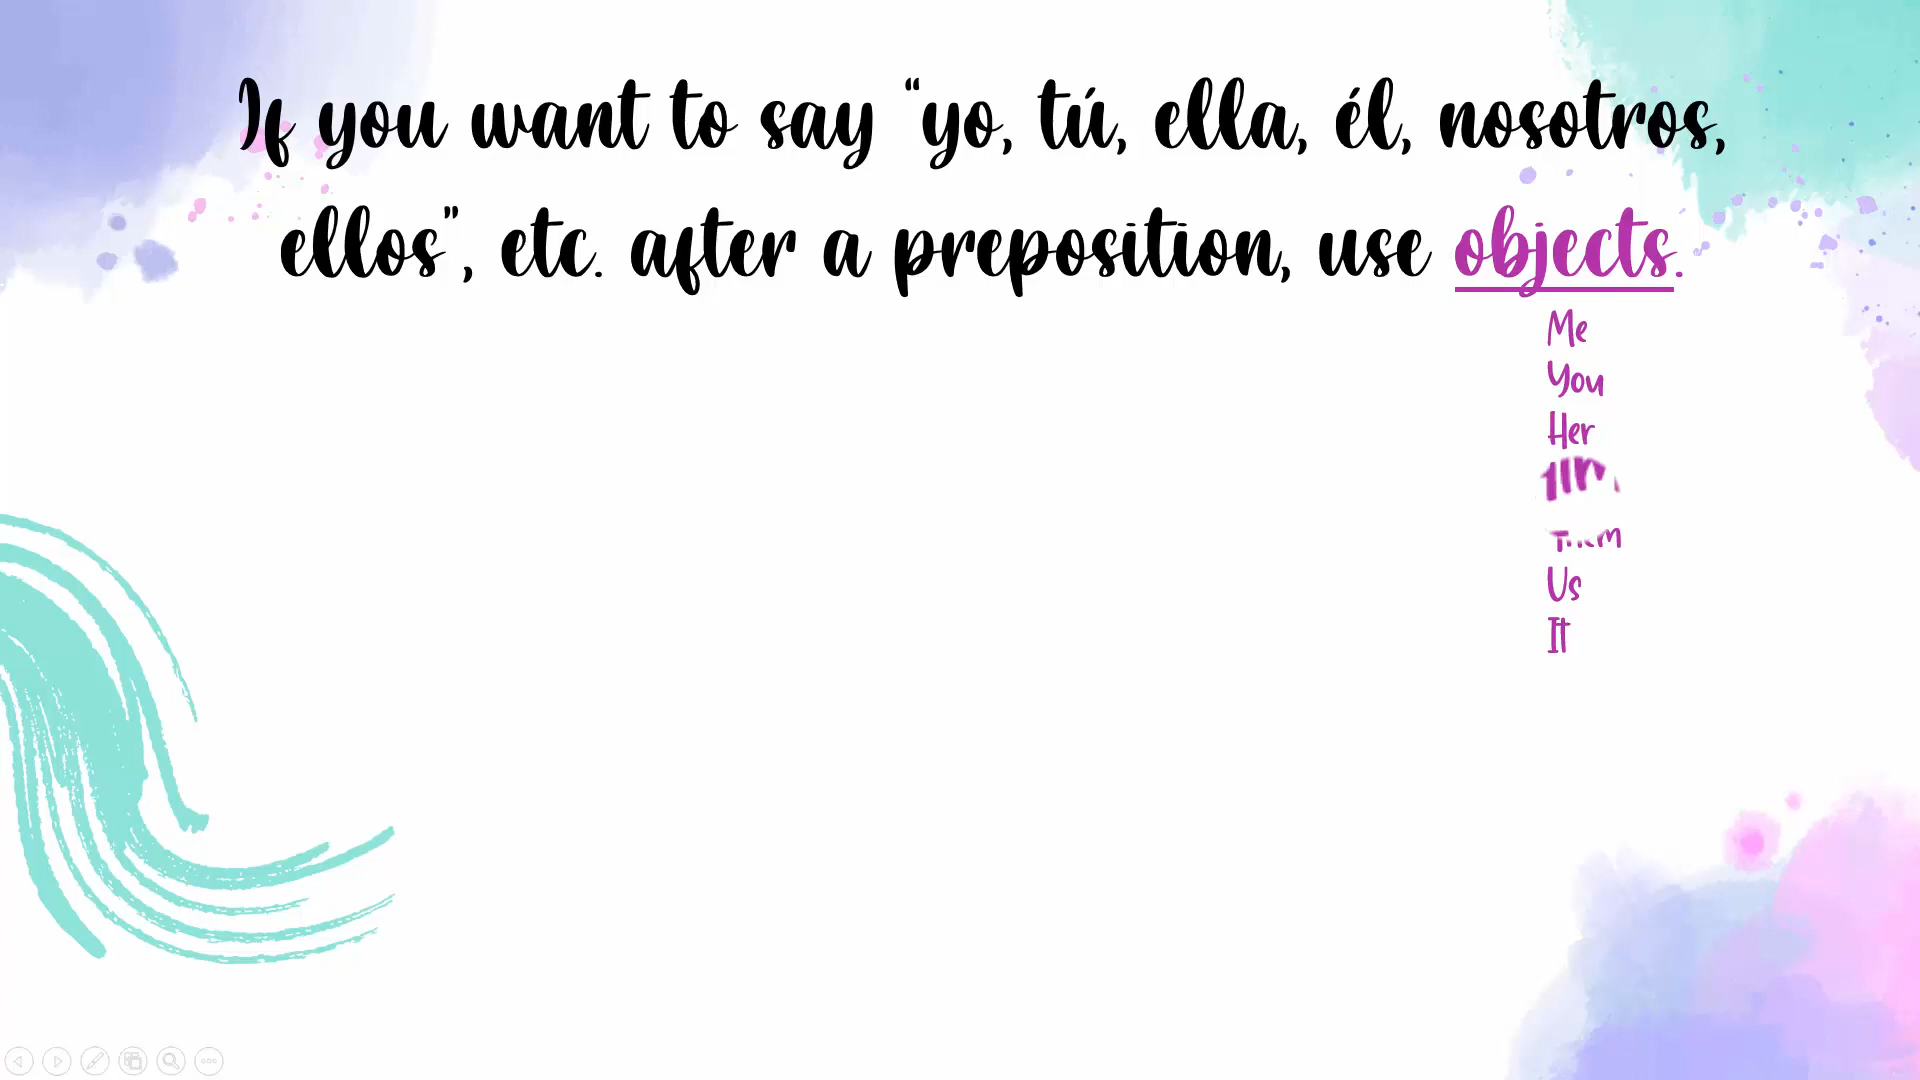 If you want to say “yo, tú, ella, él, nosotros,
ellos”, etc. after a preposition, use objects.
Me
You
Her
Us
It